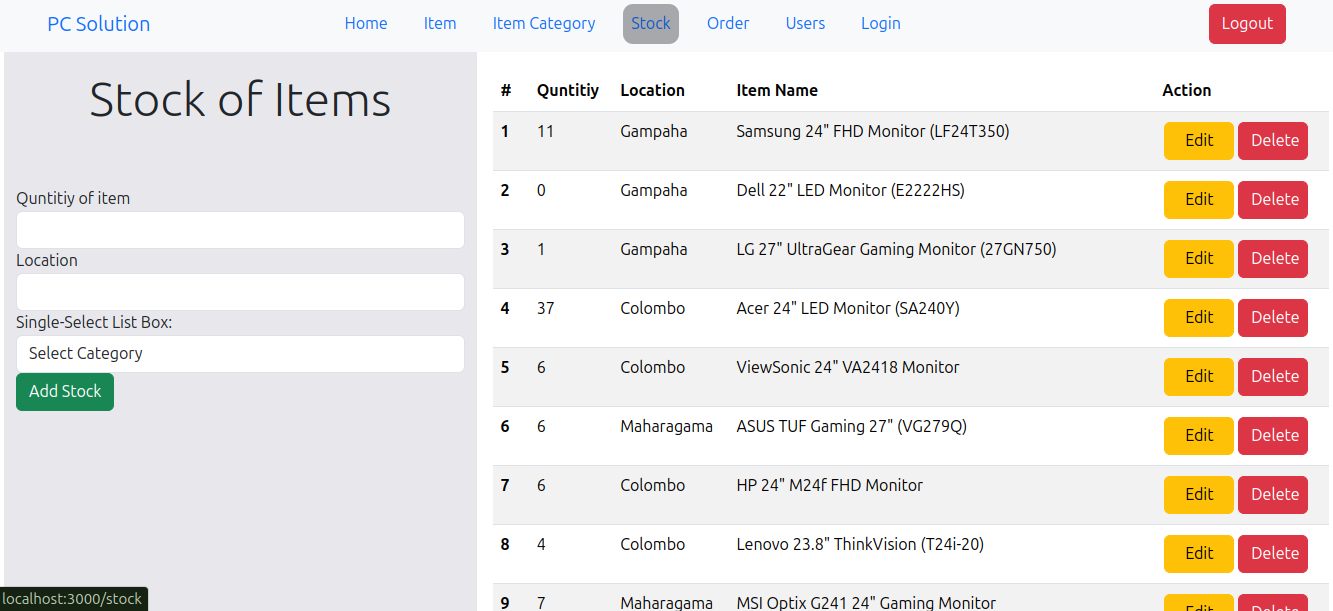 PC Solution Home Item Item Category Stock Order Users Login Logout
Stock of Items
Quntitiy of item
Location
Single-Select List Box:
Select Category
Add Stock
# Quntitiy Location Item Name Action
1 11 Gampaha Samsung 24" FHD Monitor (LF24T350) Edit Delete
2 0 Gampaha Dell 22" LED Monitor (E2222HS) Edit Delete
3 1 Gampaha LG 27" UltraGear Gaming Monitor (27GN750) Edit Delete
4 37 Colombo Acer 24" LED Monitor (SA240Y) Edit Delete
5 6 Colombo ViewSonic 24" VA2418 Monitor Edit Delete
6 6 Maharagama ASUS TUF Gaming 27" (VG279Q) Edit Delete
7 6 Colombo HP 24" M24f FHD Monitor Edit Delete
8 4 Colombo Lenovo 23.8" ThinkVision (T24i-20) Edit Delete
9 7 Maharagama MSI Optix G241 24" Gaming Monitor Edit Delete
localhost:3000/stock